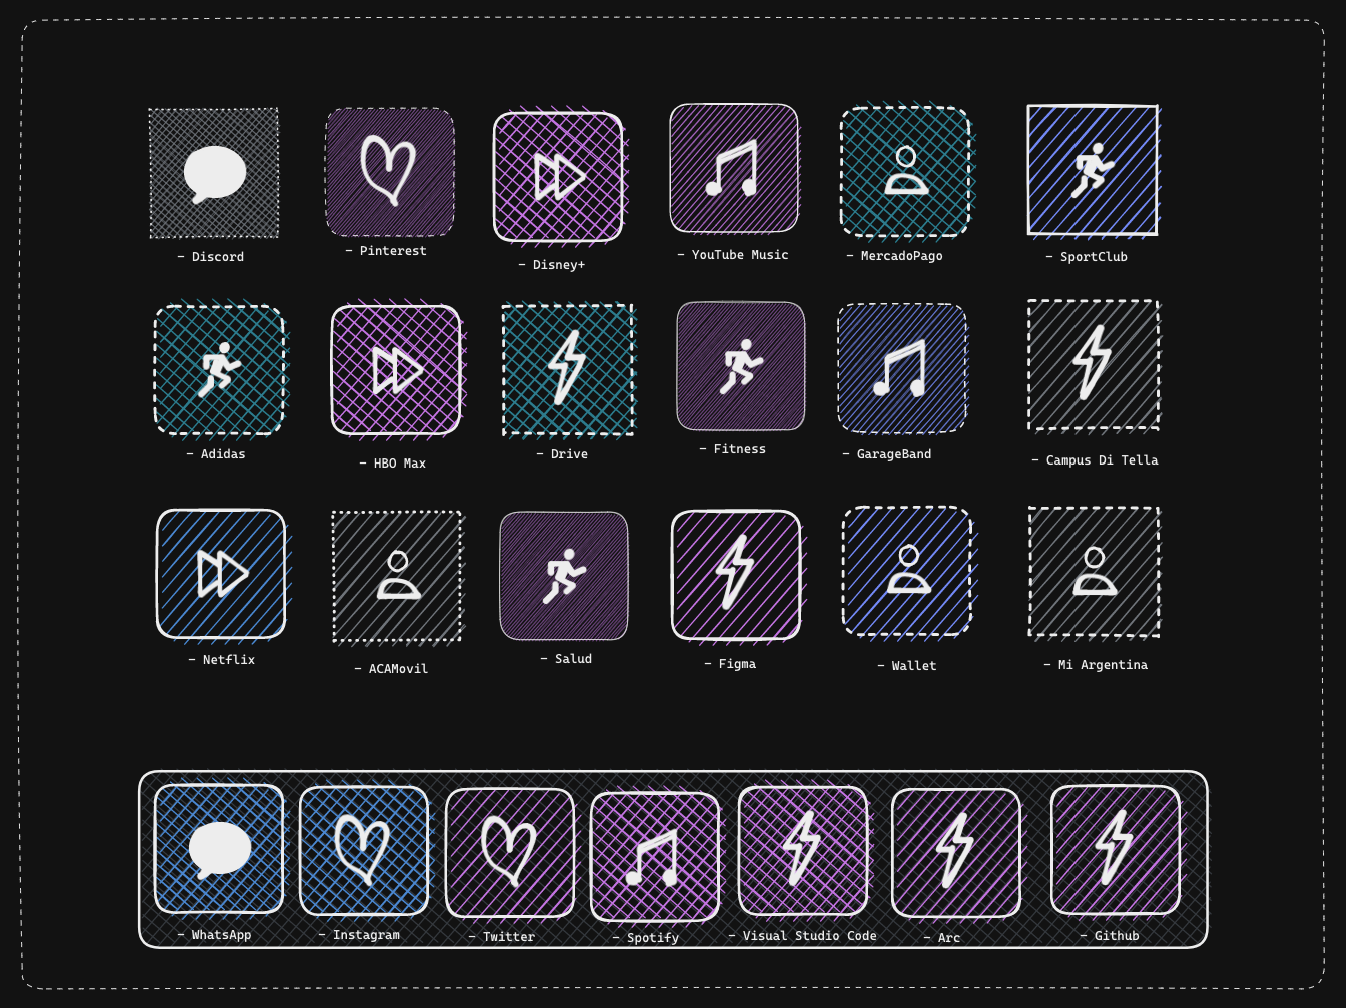 – Discord
– Pinterest
– Disney+
– YouTube Music
– MercadoPago
– SportClub
– Adidas
– HBO Max
– Drive
– Fitness
– GarageBand
– Campus Di Tella
– Netflix
– ACAMovil
– Salud
– Figma
– Wallet
– Mi Argentina
– WhatsApp
– Instagram
– Twitter
– Spotify
– Visual Studio Code
– Arc
– Github